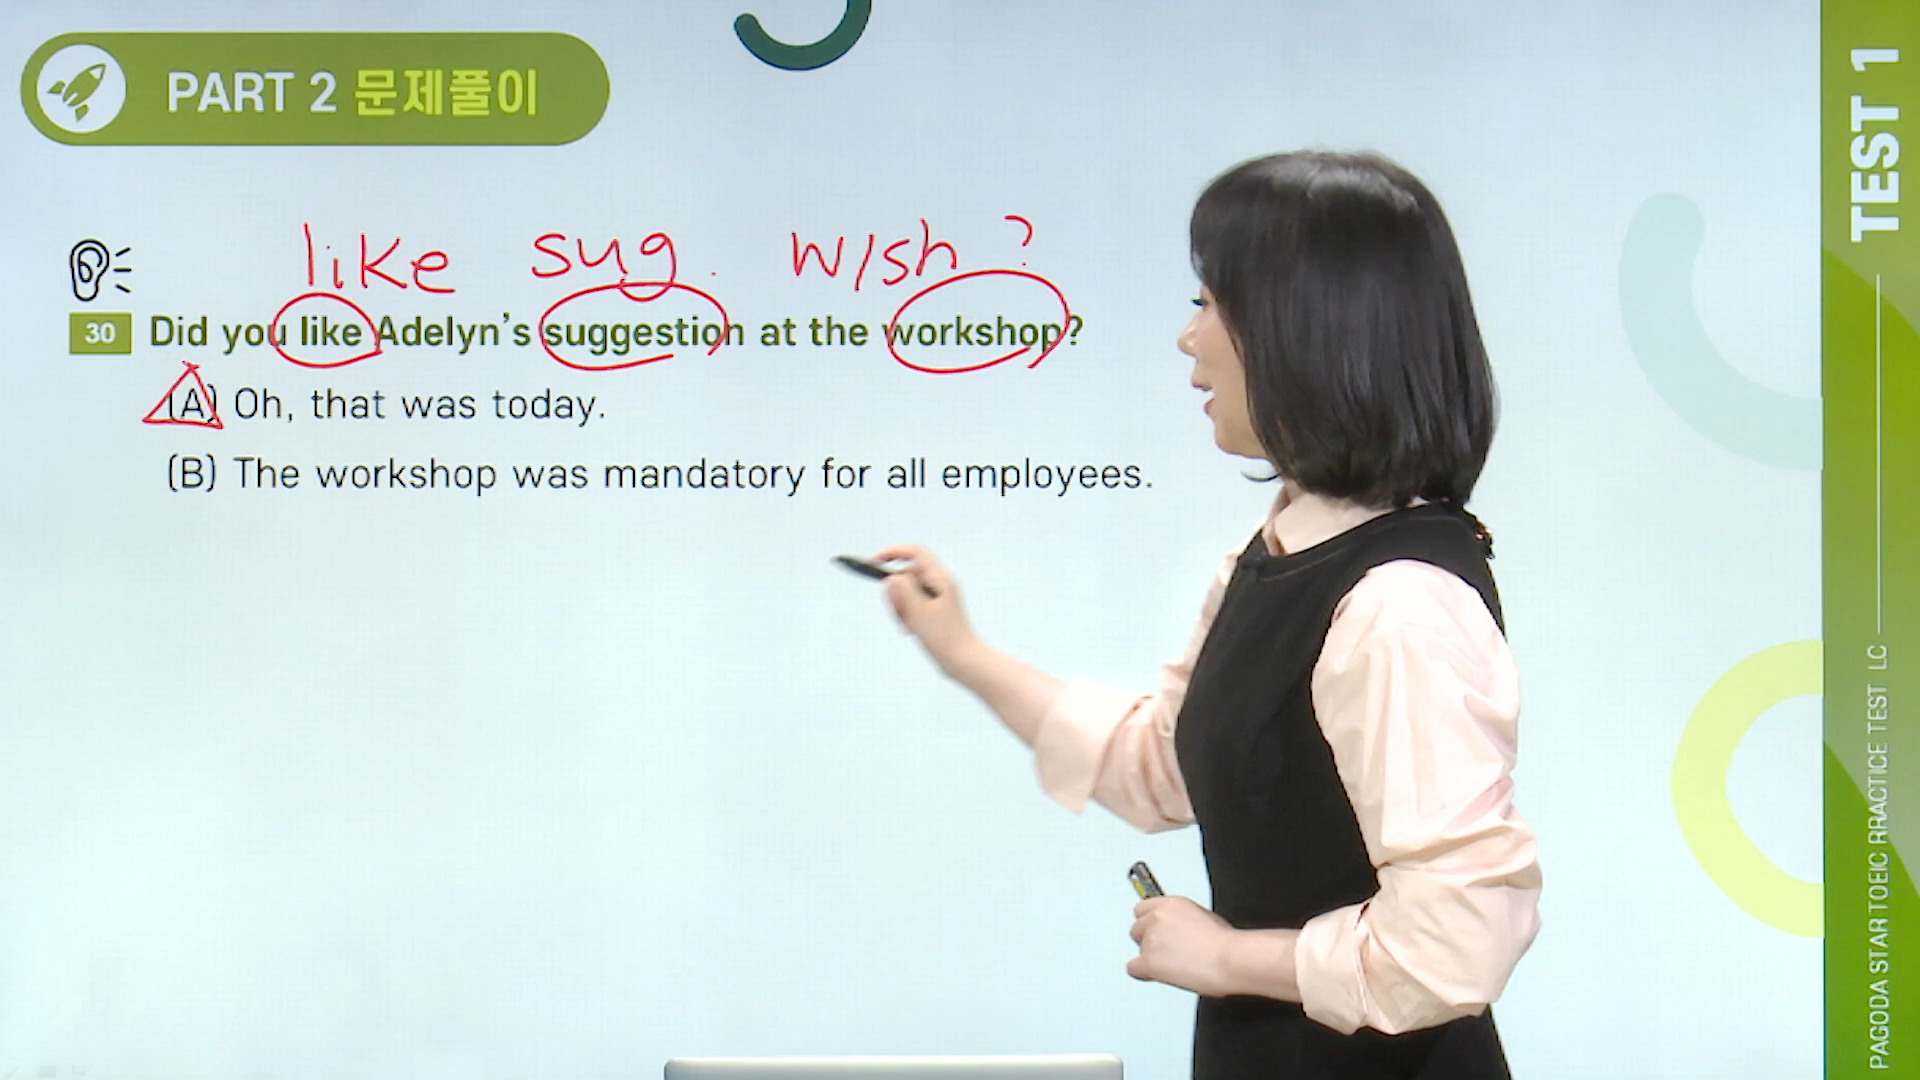 PART 2 문제풀이
like sug. w/sh ?
30 Did you like Adelyn's suggestion at the workshop?
(A) Oh, that was today.
(B) The workshop was mandatory for all employees.
TEST 1
PAGODA STAR TOEIC RRACTICE TEST LC